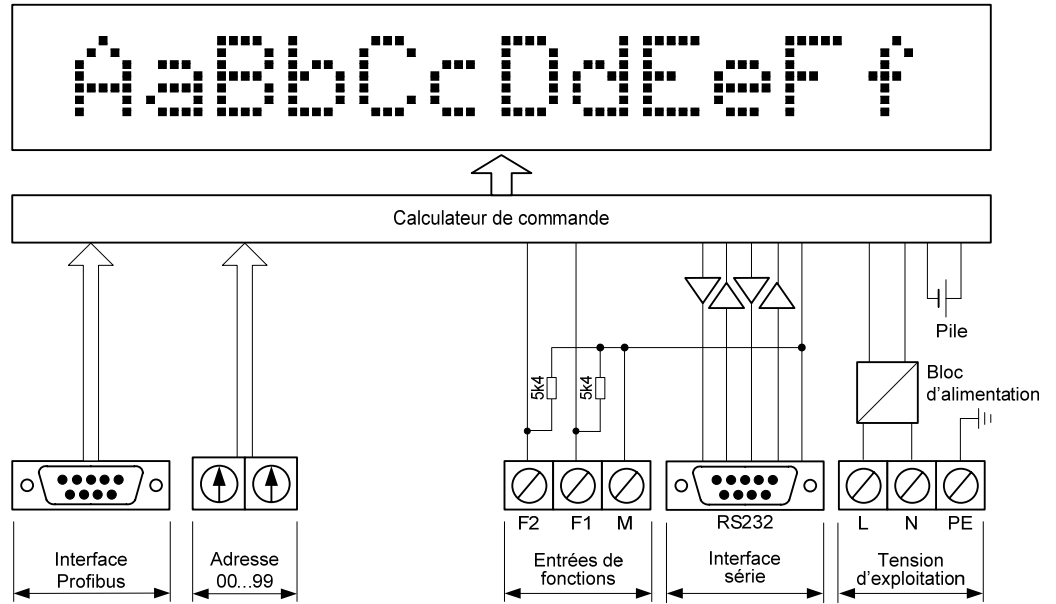 AaBbCcDdEeFf
Calculateur de commande
Pile
Bloc
d'alimentation
5k4
5k4
F2 F1 M
RS232
L N PE
Interface
Profibus
Adresse
00...99
Entrées de
fonctions
Interface
série
Tension
d'exploitation